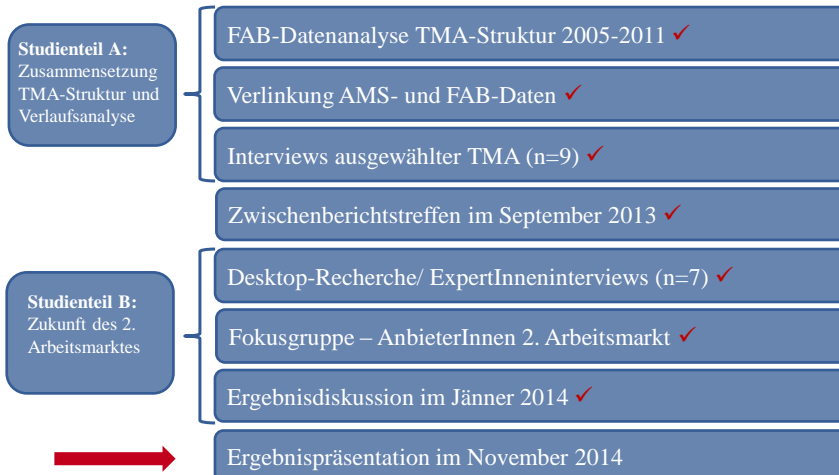 Studienteil A:
Zusammensetzung
TMA-Struktur und
Verlaufsanalyse
FAB-Datenanalyse TMA-Struktur 2005-2011 ✓
Verlinkung AMS- und FAB-Daten ✓
Interviews ausgewählter TMA (n=9) ✓
Zwischenberichtstreffen im September 2013 ✓
Studienteil B:
Zukunft des 2.
Arbeitsmarktes
Desktop-Recherche/ ExpertInneninterviews (n=7) ✓
Fokusgruppe – AnbieterInnen 2. Arbeitsmarkt ✓
Ergebnisdiskussion im Jänner 2014 ✓
Ergebnispräsentation im November 2014